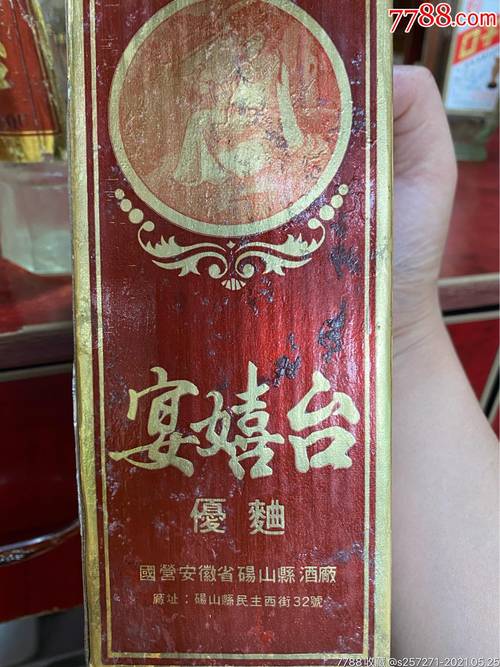 7788.com
宴嬉台
優麯
國營安徽省碭山縣酒廠
廠址：碭山縣民主西街32號
7788收藏@s257271-2021.05.25